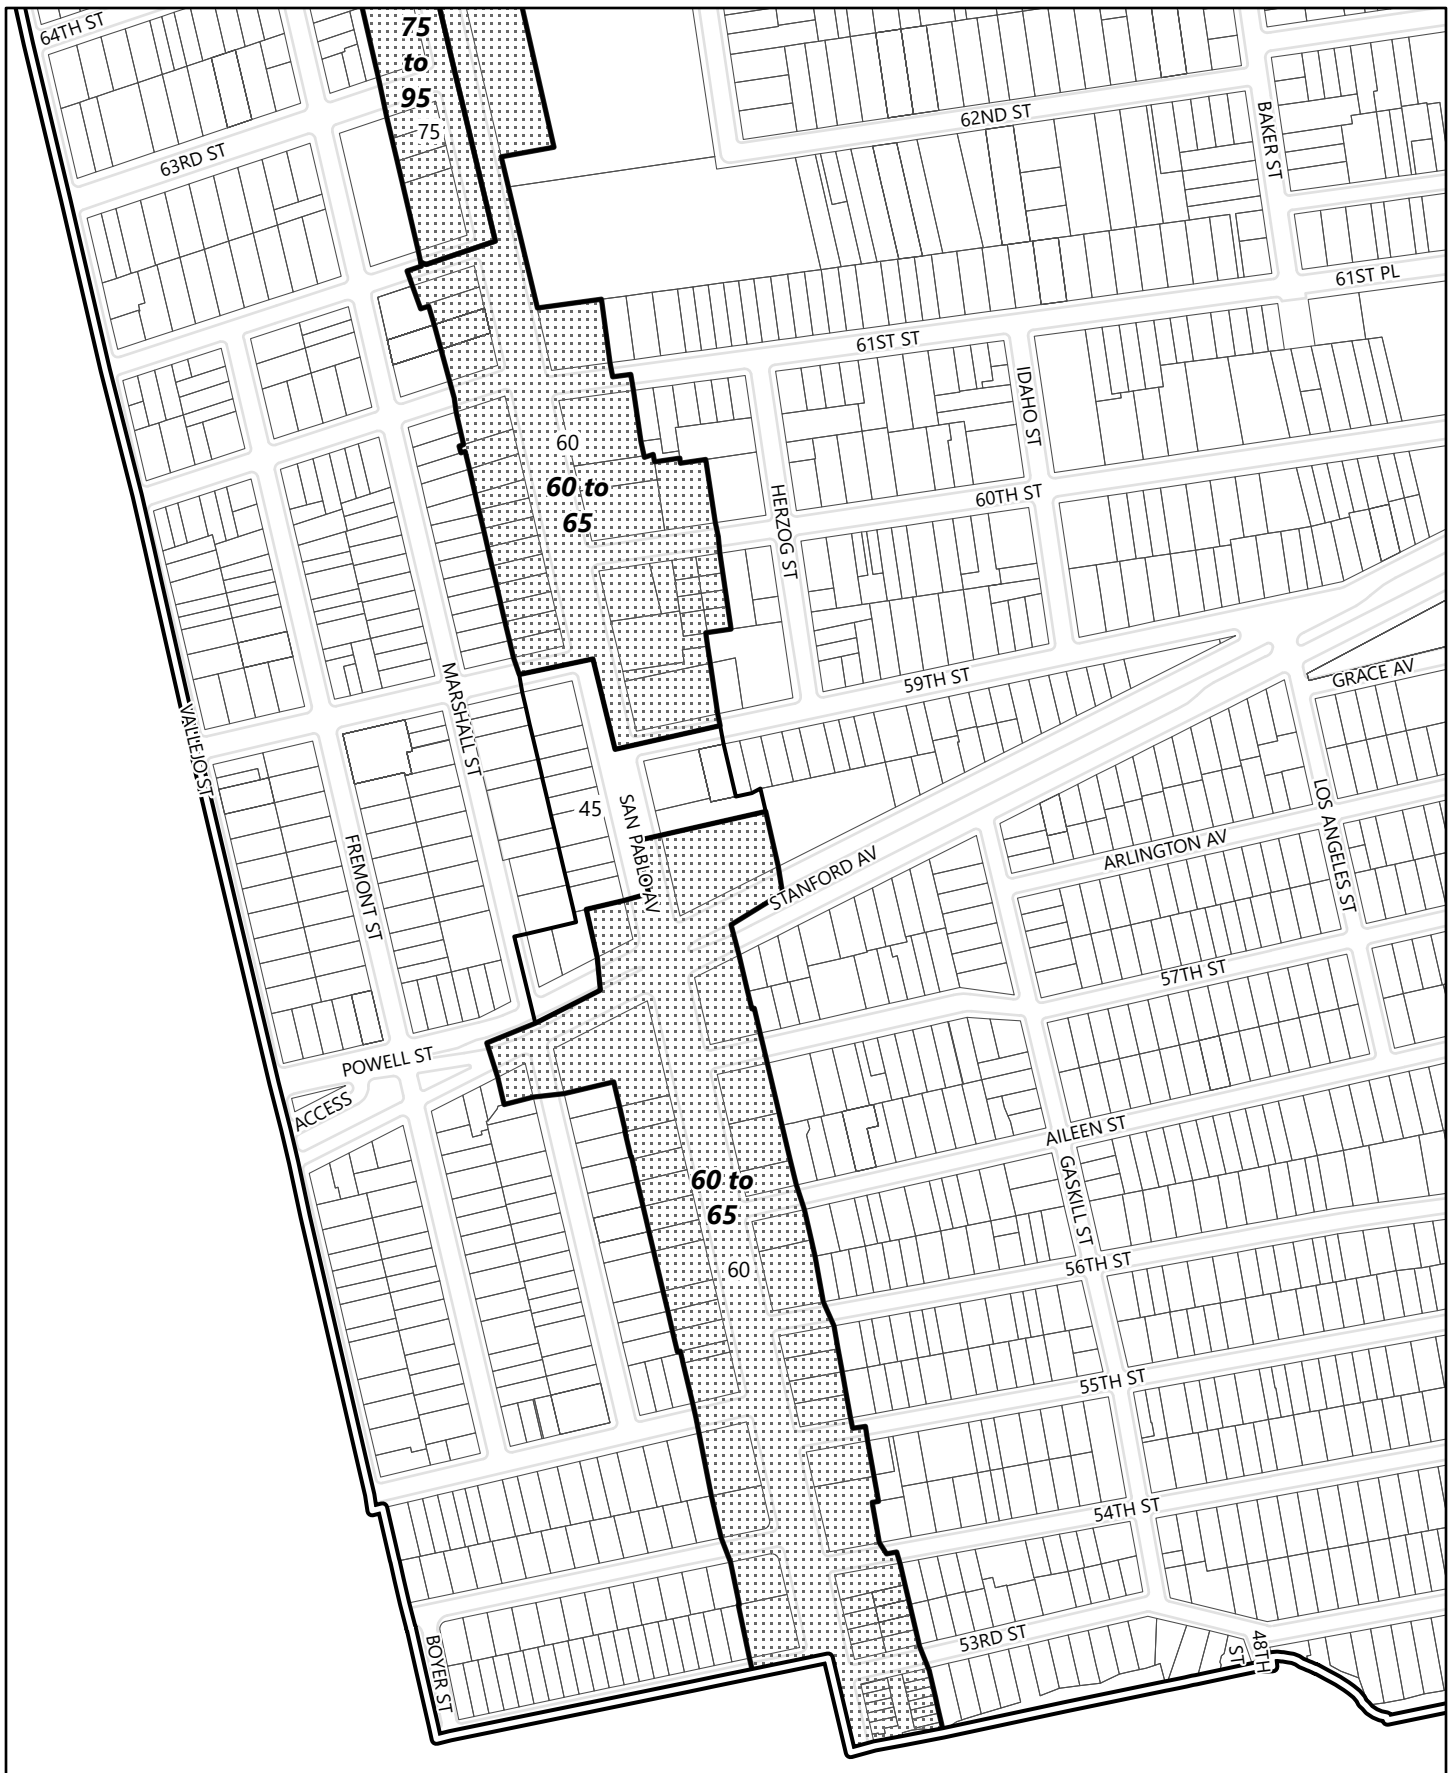 64TH ST
75
to
95
75
62ND ST
BAKER ST
63RD ST
61ST PL
61ST ST
IDAHO ST
60
60 to
65
HERZOG ST
60TH ST
MARSHALL ST
59TH ST
GRACE AV
VALLEJO ST
45
SAN PABLO AV
LOS ANGELES ST
FREMONT ST
STANFORD AV
ARLINGTON AV
57TH ST
POWELL ST
ACCESS
AILEEN ST
GASKILL ST
60 to
65
60
56TH ST
55TH ST
54TH ST
53RD ST
48TH
ST
BOYER ST